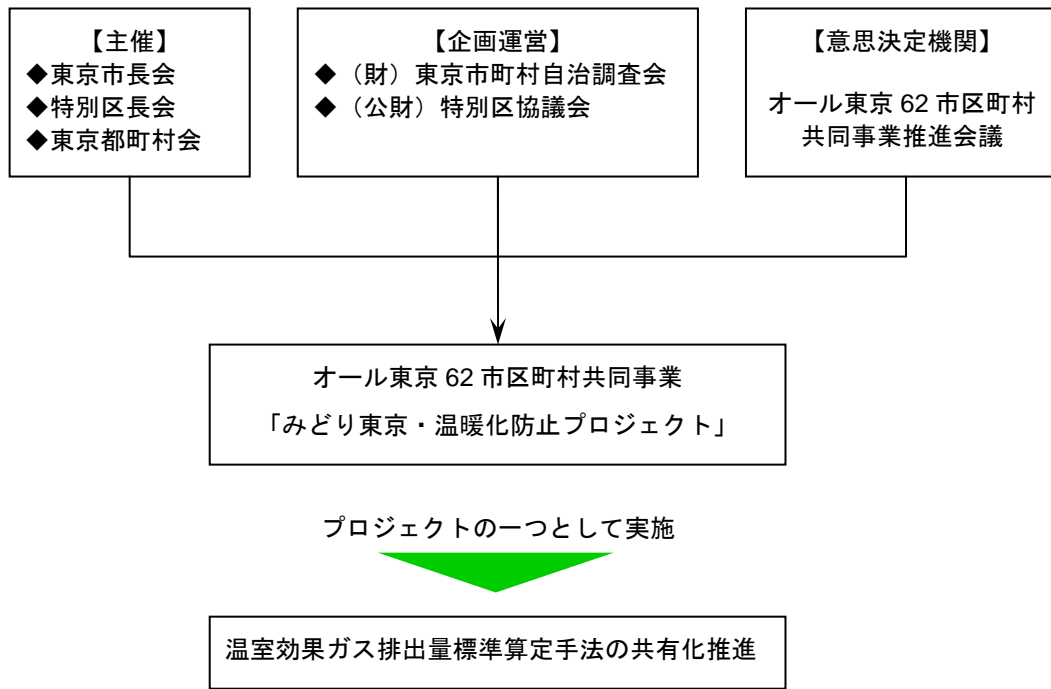 【主催】
◆東京市長会
◆特別区長会
◆東京都町村会
【企画運営】
◆（財）東京市町村自治調査会
◆（公財）特別区協議会
【意思決定機関】
オール東京 62 市区町村
共同事業推進会議
オール東京 62 市区町村共同事業
「みどり東京・温暖化防止プロジェクト」
プロジェクトの一つとして実施
温室効果ガス排出量標準算定手法の共有化推進